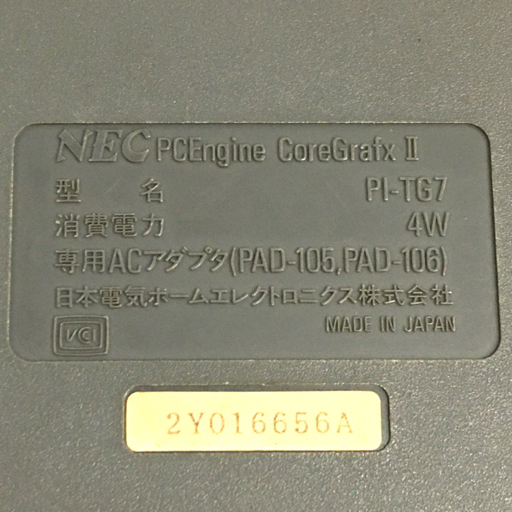 NEC PCEngine CoreGrafx II
型 名 PI-TG7
消費電力 4W
専用ACアダプタ(PAD-105,PAD-106)
日本電気ホームエレクトロニクス株式会社
VCI MADE IN JAPAN
2Y016656A